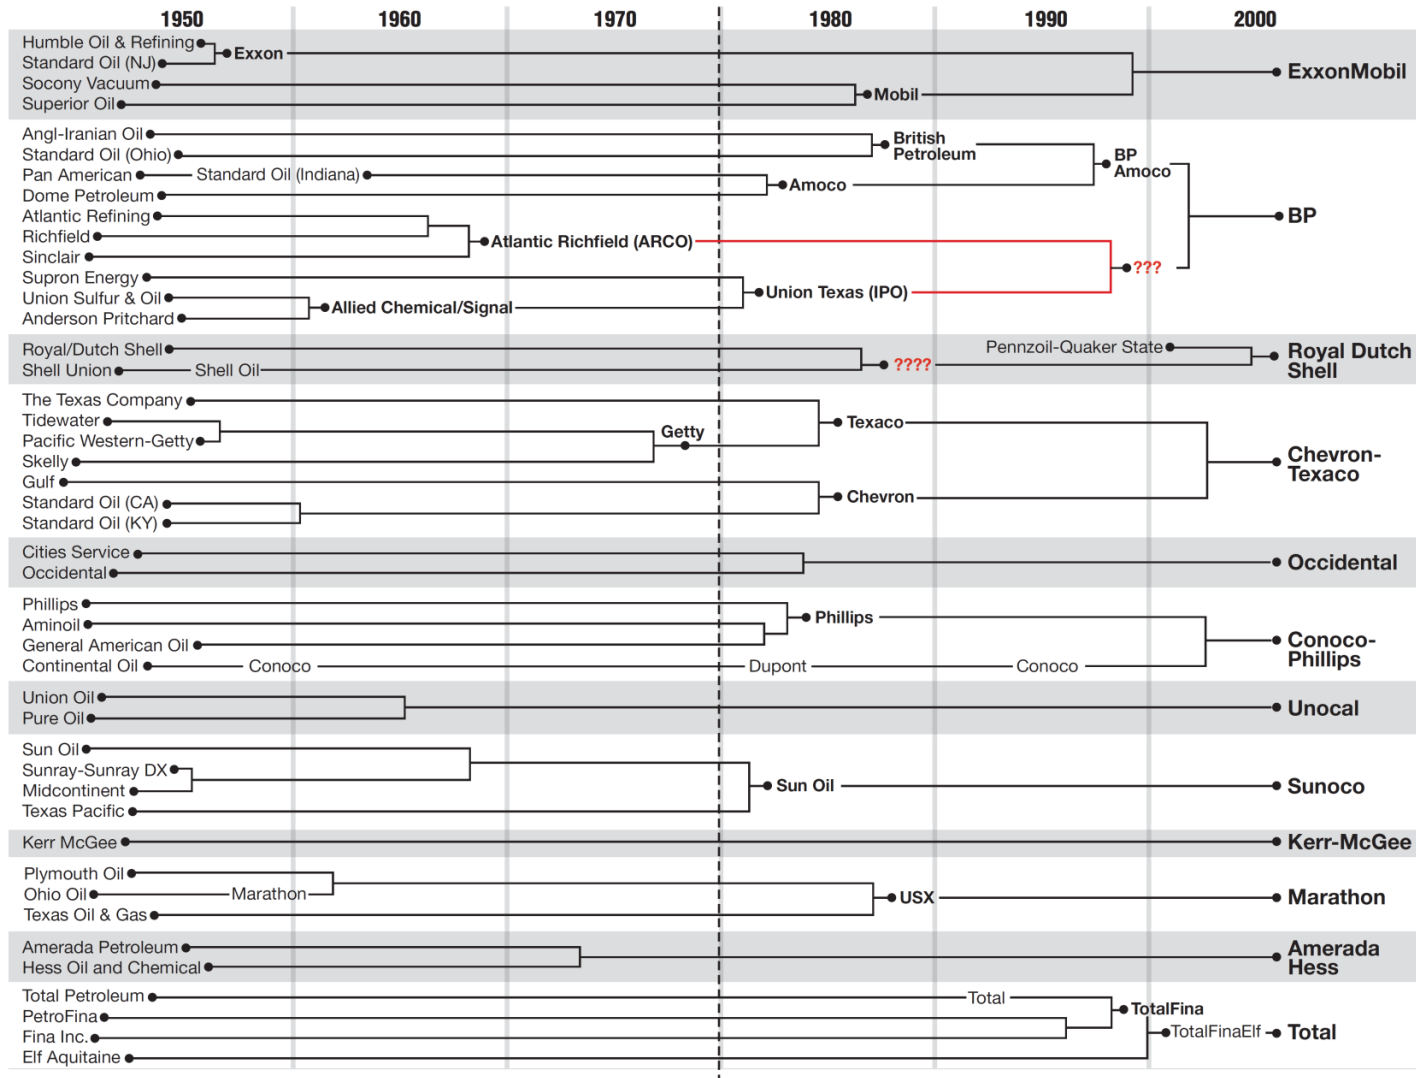 1950 1960 1970 1980 1990 2000
Humble Oil & Refining
Exxon
Standard Oil (NJ)
ExxonMobil
Socony Vacuum
Mobil
Superior Oil
Angl-Iranian Oil
British
Petroleum
Standard Oil (Ohio)
BP
Amoco
Pan American
Standard Oil (Indiana)
Amoco
Dome Petroleum
Atlantic Refining
BP
Richfield
Atlantic Richfield (ARCO)
Sinclair
???
Supron Energy
Union Texas (IPO)
Union Sulfur & Oil
Allied Chemical/Signal
Anderson Pritchard
Royal/Dutch Shell
Pennzoil-Quaker State
Royal Dutch
Shell
Shell Union
Shell Oil
????
The Texas Company
Tidewater
Texaco
Pacific Western-Getty
Getty
Skelly
Chevron-
Texaco
Gulf
Standard Oil (CA)
Chevron
Standard Oil (KY)
Cities Service
Occidental
Occidental
Phillips
Phillips
Aminoil
General American Oil
Conoco-
Phillips
Continental Oil
Conoco
Dupont
Conoco
Union Oil
Unocal
Pure Oil
Sun Oil
Sunray-Sunray DX
Sun Oil
Sunoco
Midcontinent
Texas Pacific
Kerr McGee
Kerr-McGee
Plymouth Oil
Ohio Oil
Marathon
USX
Marathon
Texas Oil & Gas
Amerada Petroleum
Amerada
Hess
Hess Oil and Chemical
Total Petroleum
Total
TotalFina
PetroFina
Fina Inc.
TotalFinaElf
Total
Elf Aquitaine